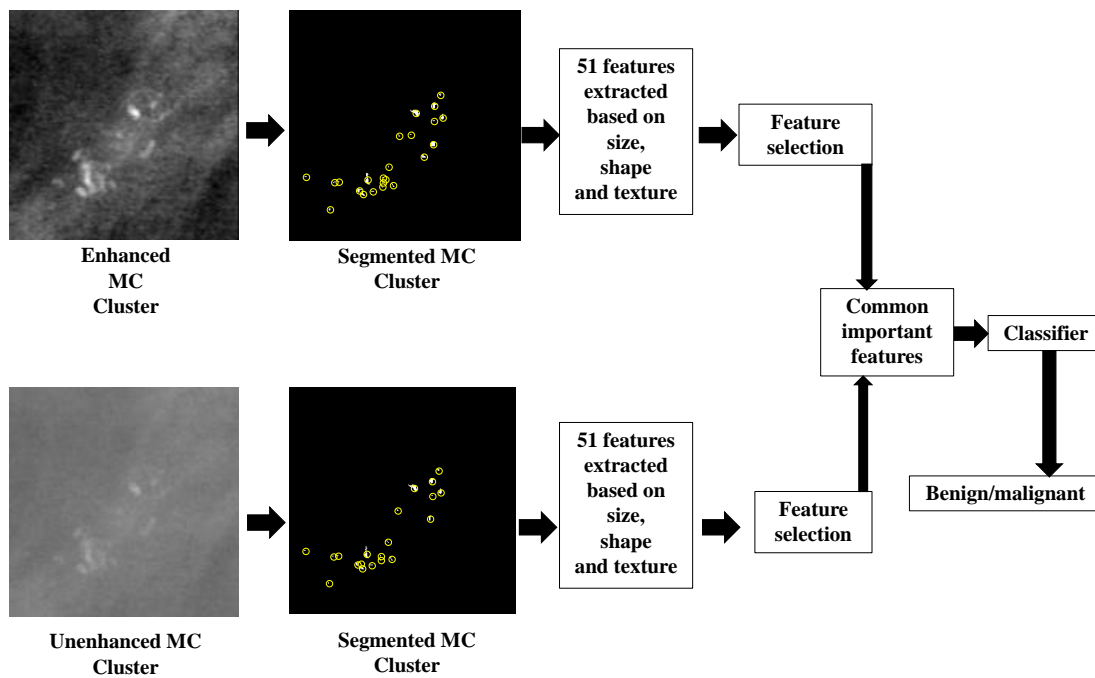 51 features
extracted
based on
size,
shape
and texture
Feature
selection
Enhanced
MC
Cluster
Segmented MC
Cluster
Common
important
features
Classifier
51 features
extracted
based on
size,
shape
and texture
Feature
selection
Benign/malignant
Unenhanced MC
Cluster
Segmented MC
Cluster